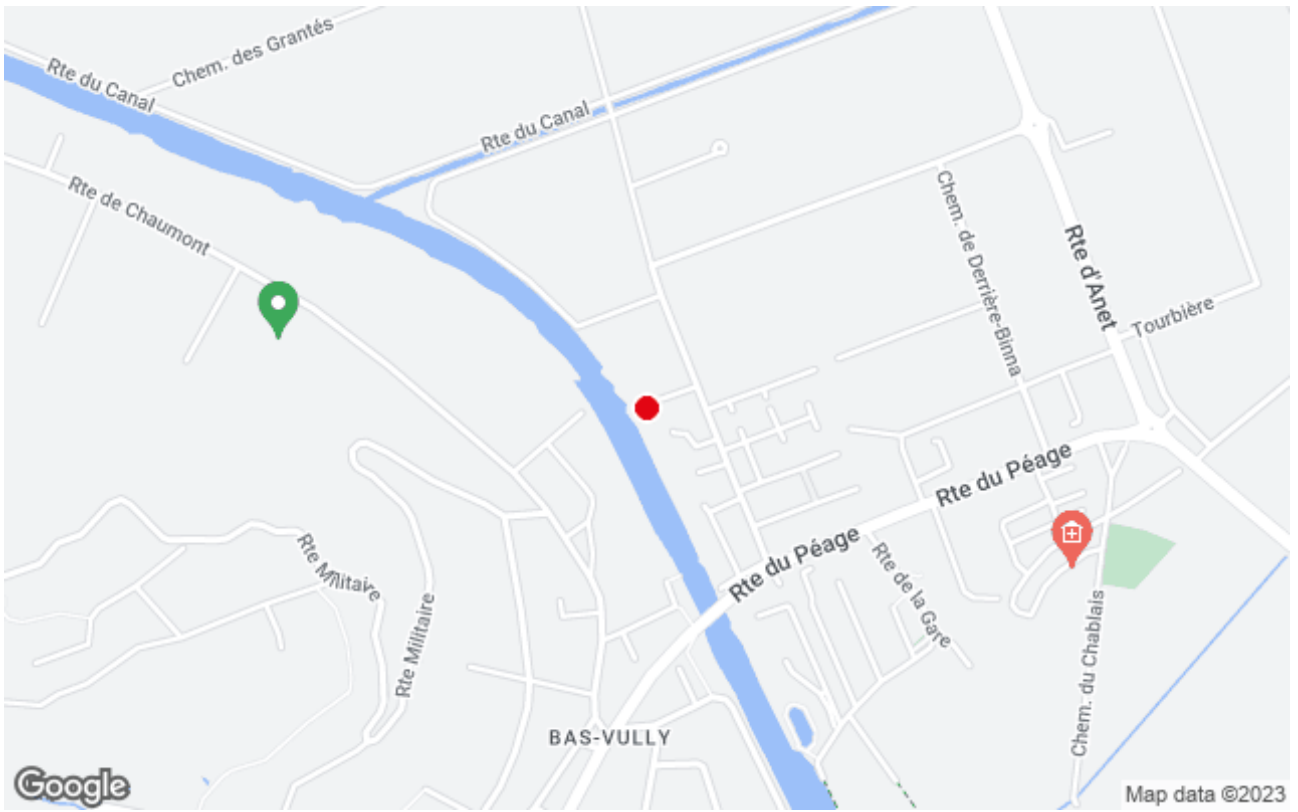 Chem. des Grantés
Rte du Canal
Rte du Canal
Rte de Chaumont
Chem. de Derrière-Binna
Rte d'Anet
Tourbière
Rte du Péage
Rte du Péage
Rte Militaire
Rte Militaire
Rte de la Gare
Chem. du Chablais
BAS-VULLY
Google
Map data ©2023